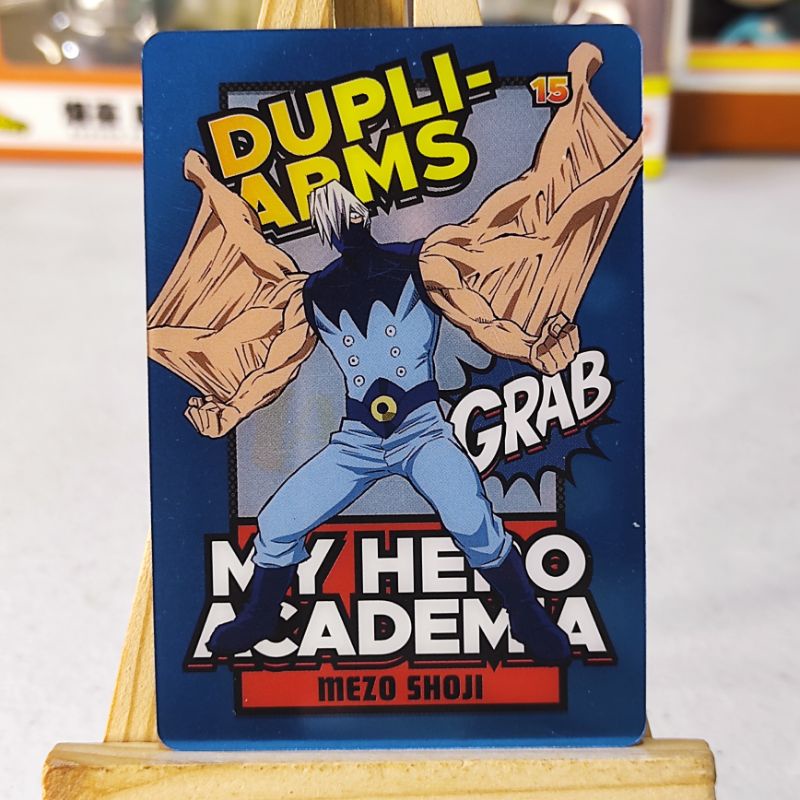 DUPLI-
ARMS
15
GRAB
MY HERO
ACADEMIA
MEZO SHOJI